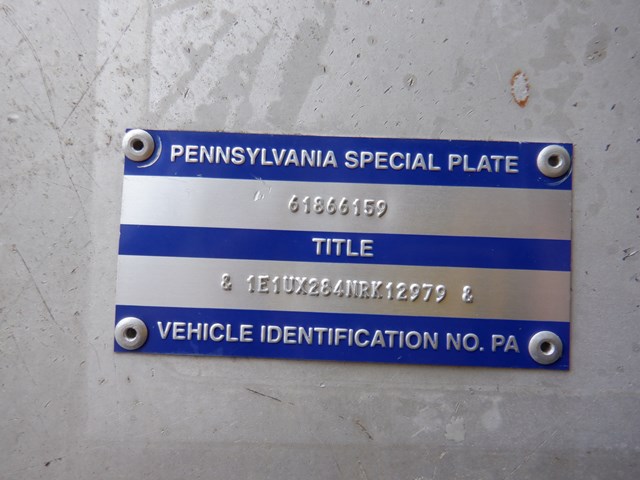 PENNSYLVANIA SPECIAL PLATE
61866159
TITLE
& 1E1UX284NRK12979 &
VEHICLE IDENTIFICATION NO. PA